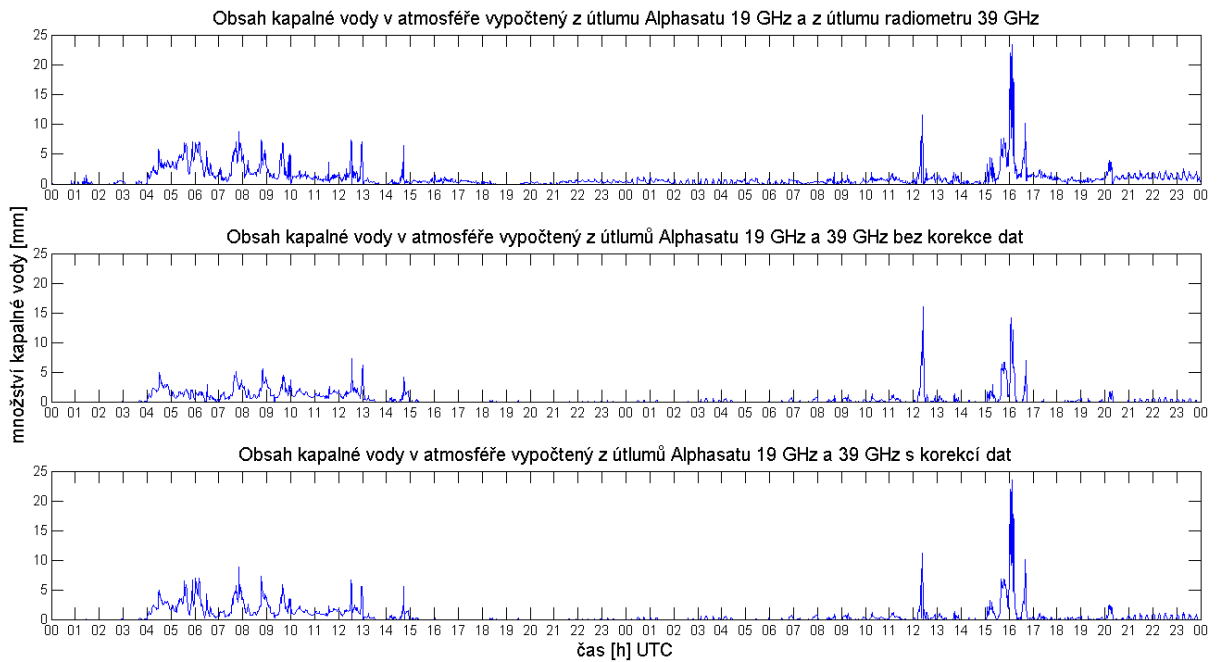 Obsah kapalné vody v atmosféře vypočtený z útlumu Alphasatu 19 GHz a z útlumu radiometru 39 GHz
25
20
15
10
5
0
00 01 02 03 04 05 06 07 08 09 10 11 12 13 14 15 16 17 18 19 20 21 22 23 00 01 02 03 04 05 06 07 08 09 10 11 12 13 14 15 16 17 18 19 20 21 22 23 00
množství kapalné vody [mm]
Obsah kapalné vody v atmosféře vypočtený z útlumů Alphasatu 19 GHz a 39 GHz bez korekce dat
25
20
15
10
5
0
00 01 02 03 04 05 06 07 08 09 10 11 12 13 14 15 16 17 18 19 20 21 22 23 00 01 02 03 04 05 06 07 08 09 10 11 12 13 14 15 16 17 18 19 20 21 22 23 00
Obsah kapalné vody v atmosféře vypočtený z útlumů Alphasatu 19 GHz a 39 GHz s korekcí dat
25
20
15
10
5
0
00 01 02 03 04 05 06 07 08 09 10 11 12 13 14 15 16 17 18 19 20 21 22 23 00 01 02 03 04 05 06 07 08 09 10 11 12 13 14 15 16 17 18 19 20 21 22 23 00
čas [h] UTC